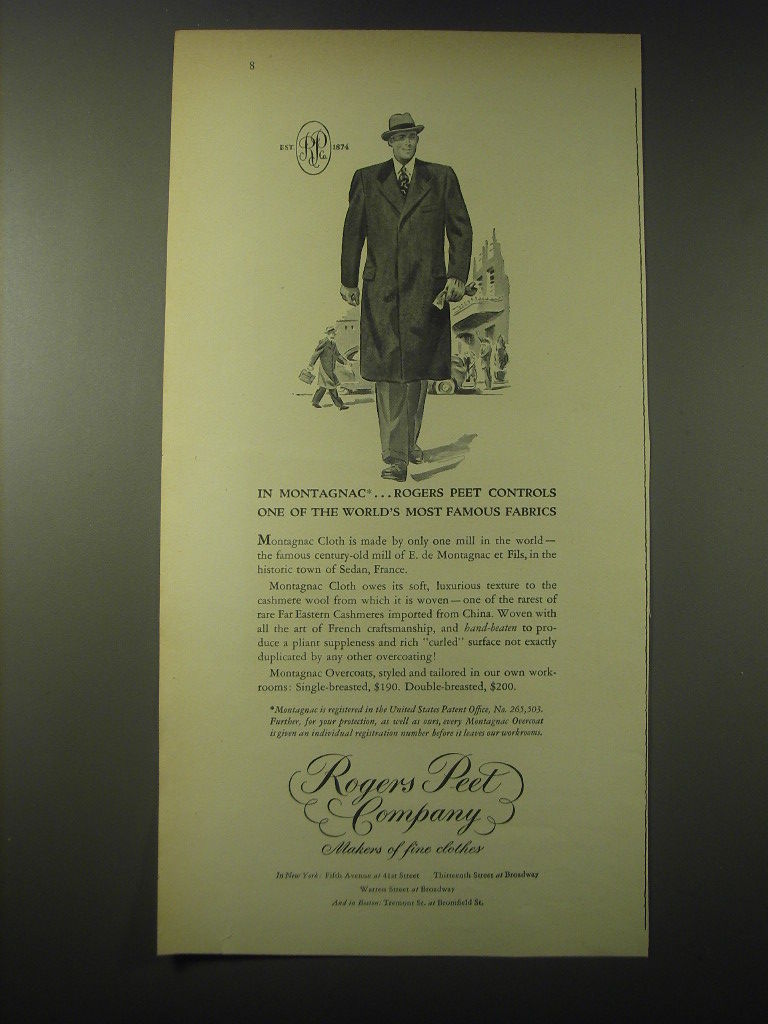 8
EST. RPCo. 1874
IN MONTAGNAC*...ROGERS PEET CONTROLS
ONE OF THE WORLD'S MOST FAMOUS FABRICS
Montagnac Cloth is made by only one mill in the world—
the famous century-old mill of E. de Montagnac et Fils, in the
historic town of Sedan, France.
Montagnac Cloth owes its soft, luxurious texture to the
cashmere wool from which it is woven—one of the rarest of
rare Far Eastern Cashmeres imported from China. Woven with
all the art of French craftsmanship, and hand-beaten to pro-
duce a pliant suppleness and rich "curled" surface not exactly
duplicated by any other overcoating!
Montagnac Overcoats, styled and tailored in our own work-
rooms: Single-breasted, $190. Double-breasted, $200.
*Montagnac is registered in the United States Patent Office, No. 265,503.
Further, for your protection, as well as ours, every Montagnac Overcoat
is given an individual registration number before it leaves our workrooms.
Rogers Peet
Company
Makers of fine clothes
In New York: Fifth Avenue at 41st Street Thirteenth Street at Broadway
Warren Street at Broadway
And in Boston: Tremont St. at Bromfield St.